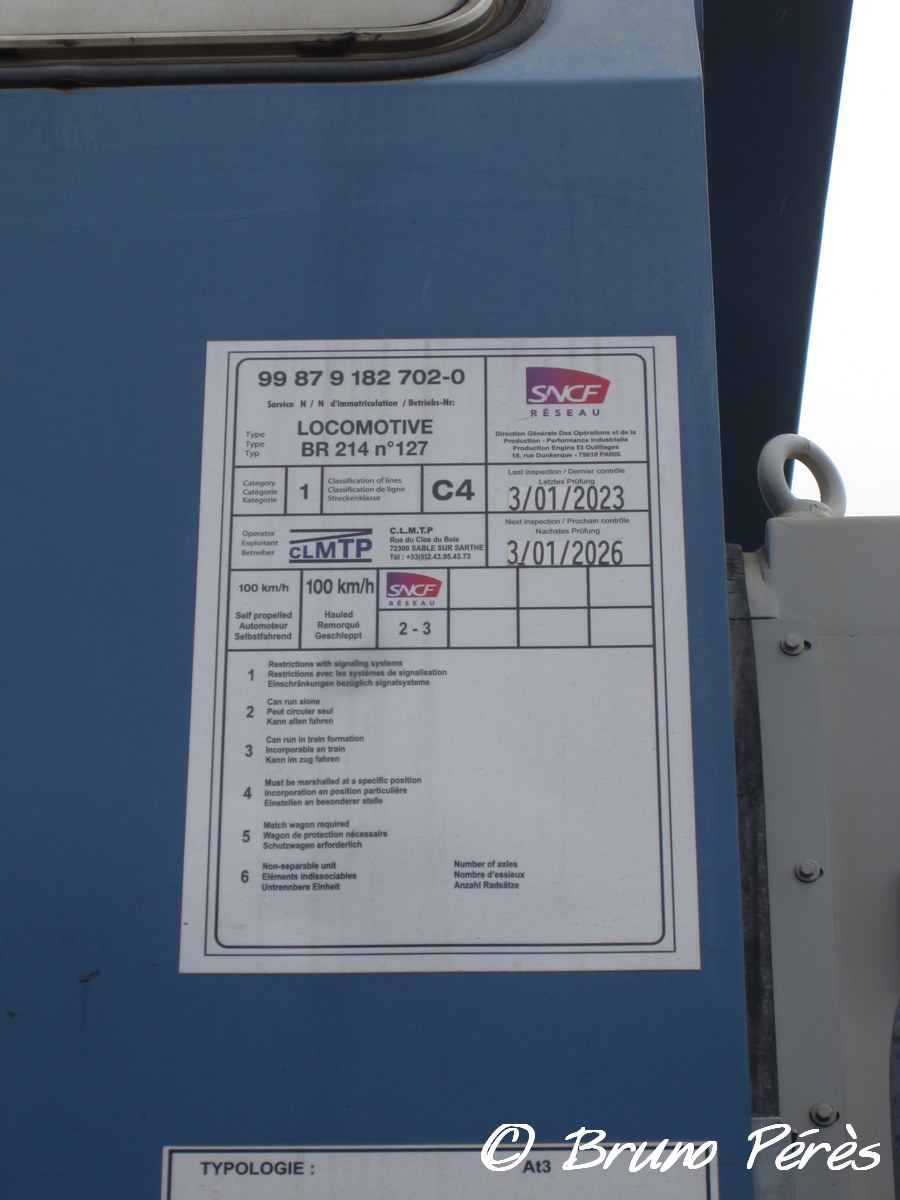 99 87 9 182 702-0
Service N / N d'immatriculation / Betriebs-Nr:
Type
Type
Typ
LOCOMOTIVE
BR 214 n°127
SNCF
RÉSEAU
Direction Générale Des Opérations et de la
Production - Performance Industrielle
Production Engins Et Outillages
18, rue Dunkerque - 75010 PARIS
Category
Catégorie
Kategorie
1
Classification of lines
Classification de ligne
Streckenklasse
C4
Last inspection / Dernier contrôle
Letztes Prüfung
3/01/2023
Operator
Exploitant
Betreiber
CLMTP
C.L.M.T.P
Rue du Clos du Bois
72300 SABLE SUR SARTHE
Tél : +33(0)2.43.95.43.73
Next inspection / Prochain contrôle
Nachstes Prüfung
3/01/2026
100 km/h
Self propelled
Automoteur
Selbstfahrend
100 km/h
Hauled
Remorqué
Geschleppt
SNCF
RÉSEAU
2 - 3
1
Restrictions with signaling systems
Restrictions avec les systèmes de signalisation
Einschränkungen bezüglich signalsysteme
2
Can run alone
Peut circuler seul
Kann allen fahren
3
Can run in train formation
Incorporable en train
Kann im zug fahren
4
Must be marshalled at a specific position
Incorporation en position particulière
Einstellen an besonderer stelle
5
Match wagon required
Wagon de protection nécessaire
Schutzwagen erforderlich
6
Non-separable unit
Eléments indissociables
Untrennbere Einheit
Number of axles
Nombre d'essieux
Anzahl Radsätze
TYPOLOGIE : At3
© Bruno Pérès